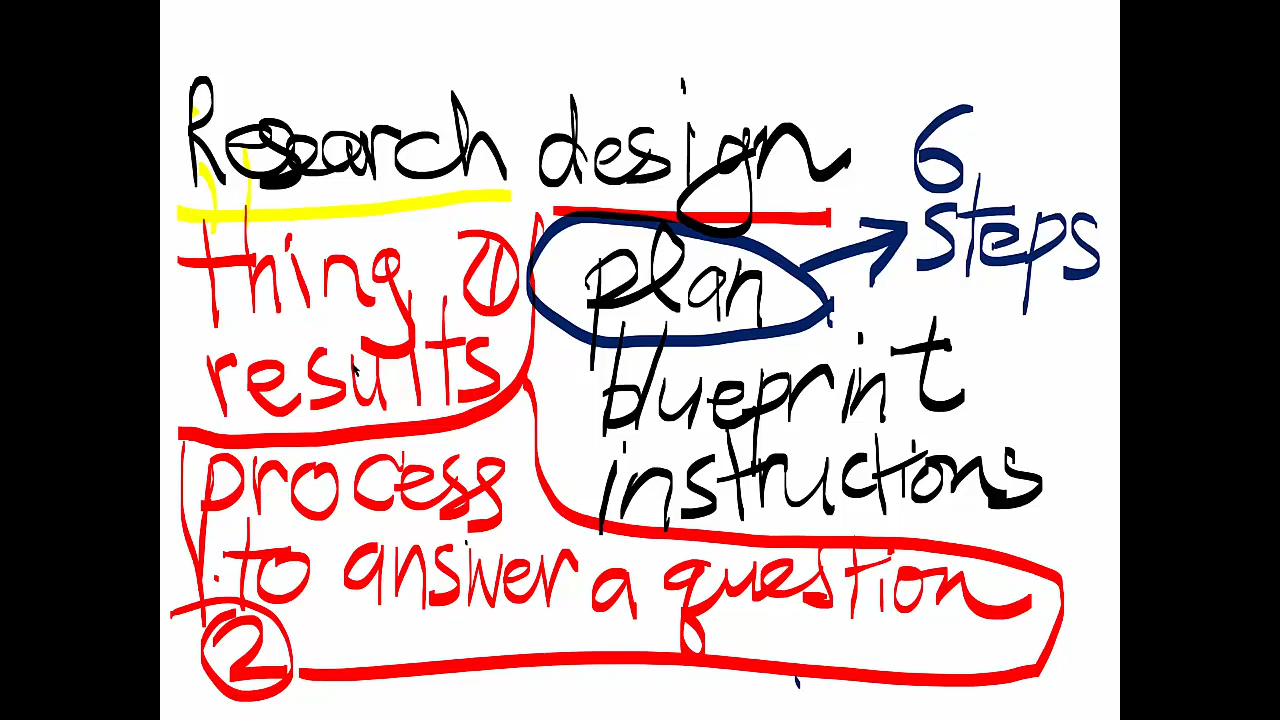 Research design
6
steps
thing ①
results
plan
blueprint
instructions
process
to answer a question
②